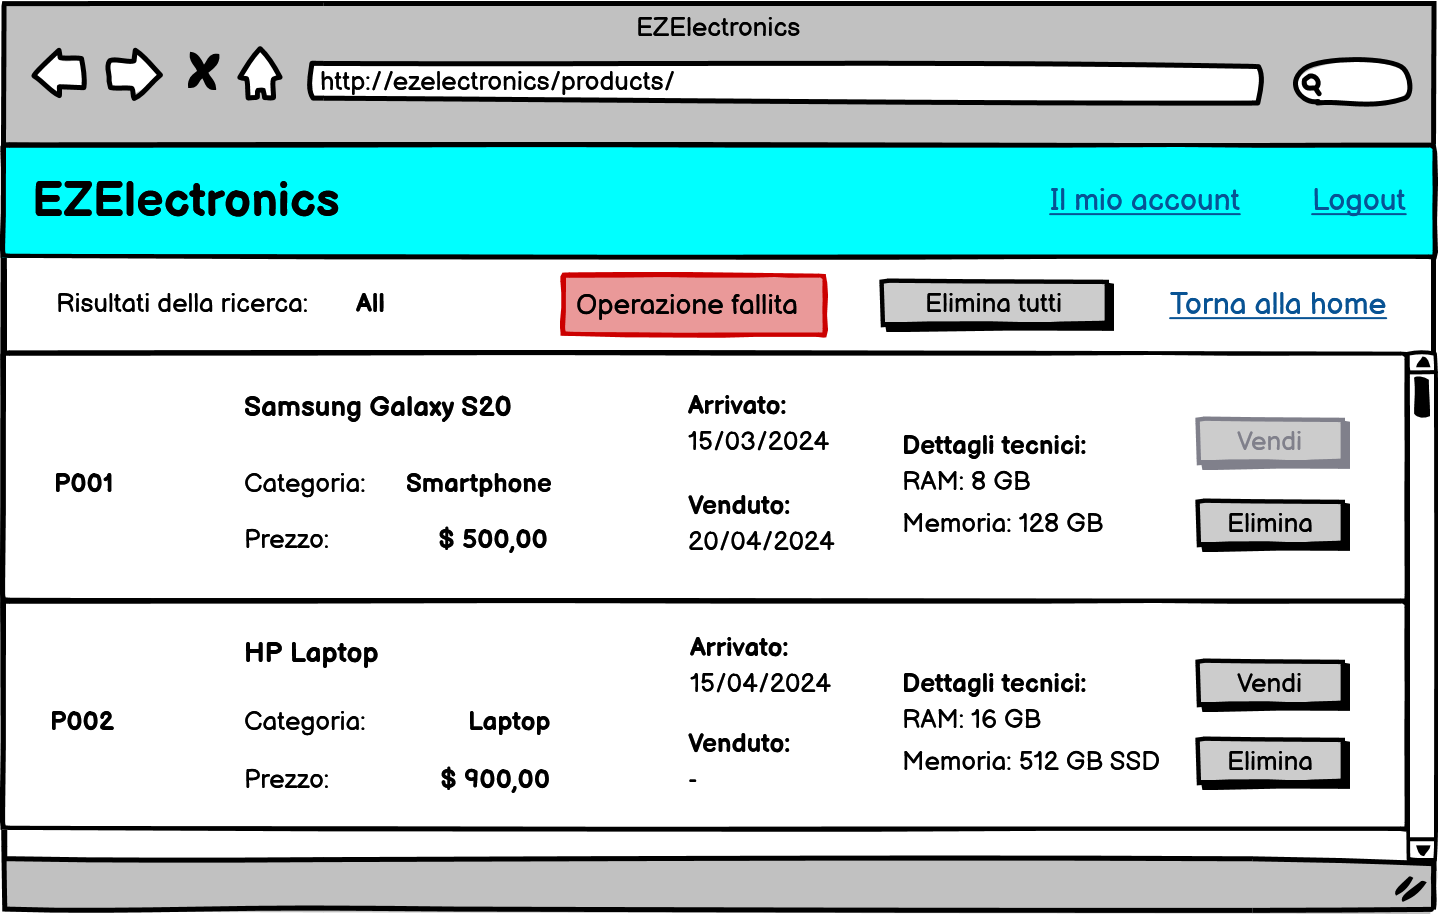 EZElectronics
http://ezelectronics/products/
EZElectronics
Il mio account
Logout
Risultati della ricerca: All
Operazione fallita
Elimina tutti
Torna alla home
P001
Samsung Galaxy S20
Categoria: Smartphone
Prezzo: $ 500,00
Arrivato:
15/03/2024
Venduto:
20/04/2024
Dettagli tecnici:
RAM: 8 GB
Memoria: 128 GB
Vendi
Elimina
P002
HP Laptop
Categoria: Laptop
Prezzo: $ 900,00
Arrivato:
15/04/2024
Venduto:
-
Dettagli tecnici:
RAM: 16 GB
Memoria: 512 GB SSD
Vendi
Elimina